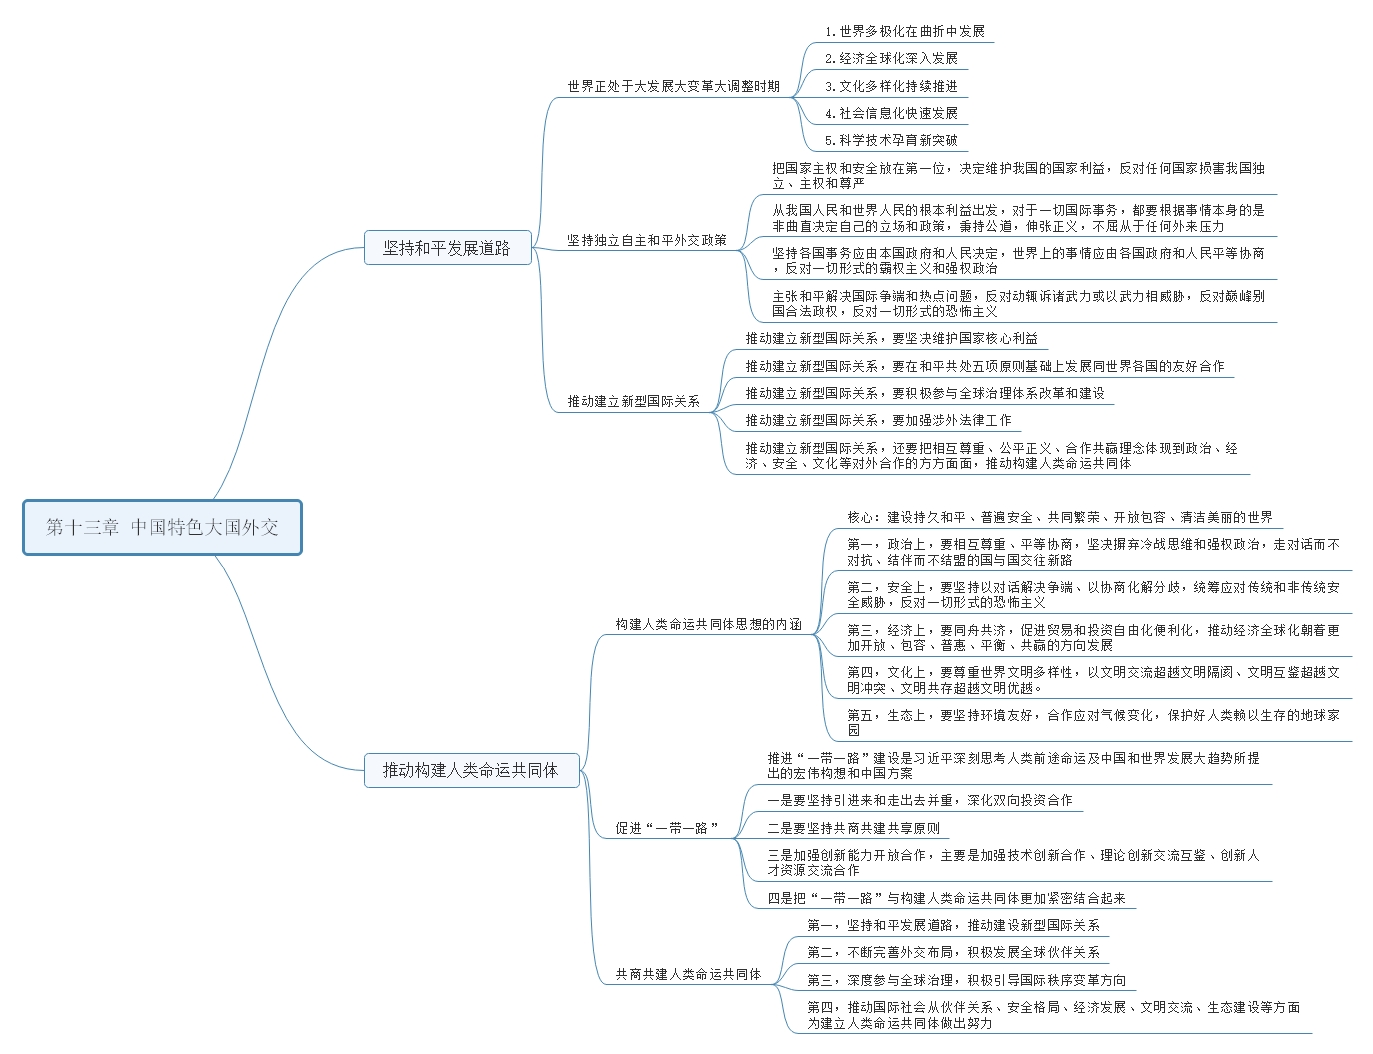 第十三章 中国特色大国外交
坚持和平发展道路
世界正处于大发展大变革大调整时期
1.世界多极化在曲折中发展
2.经济全球化深入发展
3.文化多样化持续推进
4.社会信息化快速发展
5.科学技术孕育新突破
坚持独立自主和平外交政策
把国家主权和安全放在第一位，决定维护我国的国家利益，反对任何国家损害我国独
立、主权和尊严
从我国人民和世界人民的根本利益出发，对于一切国际事务，都要根据事情本身的是
非曲直决定自己的立场和政策，秉持公道，伸张正义，不屈从于任何外来压力
坚持各国事务应由本国政府和人民决定，世界上的事情应由各国政府和人民平等协商
，反对一切形式的霸权主义和强权政治
主张和平解决国际争端和热点问题，反对动辄诉诸武力或以武力相威胁，反对巅峰别
国合法政权，反对一切形式的恐怖主义
推动建立新型国际关系
推动建立新型国际关系，要坚决维护国家核心利益
推动建立新型国际关系，要在和平共处五项原则基础上发展同世界各国的友好合作
推动建立新型国际关系，要积极参与全球治理体系改革和建设
推动建立新型国际关系，要加强涉外法律工作
推动建立新型国际关系，还要把相互尊重、公平正义、合作共赢理念体现到政治、经
济、安全、文化等对外合作的方方面面，推动构建人类命运共同体
推动构建人类命运共同体
构建人类命运共同体思想的内涵
核心：建设持久和平、普遍安全、共同繁荣、开放包容、清洁美丽的世界
第一，政治上，要相互尊重、平等协商，坚决摒弃冷战思维和强权政治，走对话而不
对抗、结伴而不结盟的国与国交往新路
第二，安全上，要坚持以对话解决争端、以协商化解分歧，统筹应对传统和非传统安
全威胁，反对一切形式的恐怖主义
第三，经济上，要同舟共济，促进贸易和投资自由化便利化，推动经济全球化朝着更
加开放、包容、普惠、平衡、共赢的方向发展
第四，文化上，要尊重世界文明多样性，以文明交流超越文明隔阂、文明互鉴超越文
明冲突、文明共存超越文明优越。
第五，生态上，要坚持环境友好，合作应对气候变化，保护好人类赖以生存的地球家
园
促进“一带一路”
推进“一带一路”建设是习近平深刻思考人类前途命运及中国和世界发展大趋势所提
出的宏伟构想和中国方案
一是要坚持引进来和走出去并重，深化双向投资合作
二是要坚持共商共建共享原则
三是加强创新能力开放合作，主要是加强技术创新合作、理论创新交流互鉴、创新人
才资源交流合作
四是把“一带一路”与构建人类命运共同体更加紧密结合起来
共商共建人类命运共同体
第一，坚持和平发展道路，推动建设新型国际关系
第二，不断完善外交布局，积极发展全球伙伴关系
第三，深度参与全球治理，积极引导国际秩序变革方向
第四，推动国际社会从伙伴关系、安全格局、经济发展、文明交流、生态建设等方面
为建立人类命运共同体做出努力